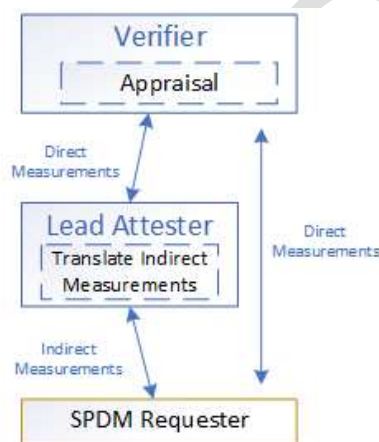 Verifier
Appraisal
Direct
Measurements
Lead Attester
Translate Indirect
Measurements
Direct
Measurements
Indirect
Measurements
SPDM Requester